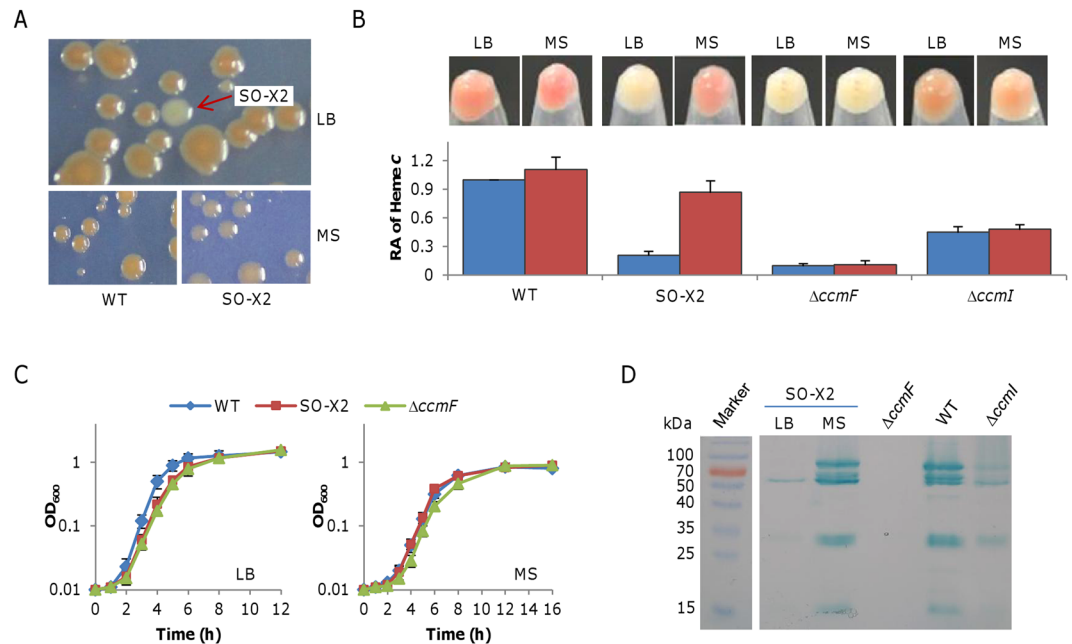 A
SO-X2
LB
MS
WT SO-X2
B
LB MS LB MS LB MS LB MS
RA of Heme c
1.2
0.9
0.6
0.3
0
WT SO-X2 ΔccmF ΔccmI
C
WT SO-X2 ΔccmF
OD600
1
0.1
0.01
0 2 4 6 8 10 12
LB
Time (h)
OD600
1
0.1
0.01
0 2 4 6 8 10 12 14 16
MS
Time (h)
D
kDa Marker SO-X2 ΔccmF WT ΔccmI
LB MS
100
70
50
35
25
15